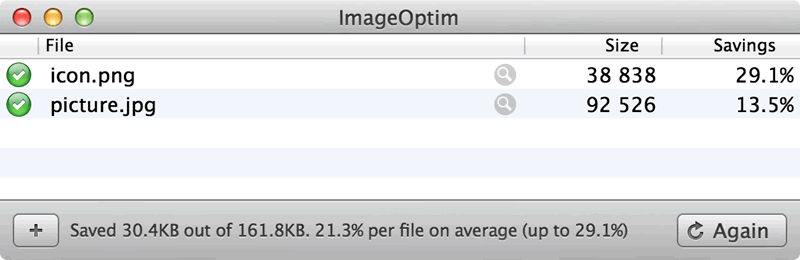 ImageOptim
File Size Savings
icon.png 38 838 29.1%
picture.jpg 92 526 13.5%
Saved 30.4KB out of 161.8KB. 21.3% per file on average (up to 29.1%) Again